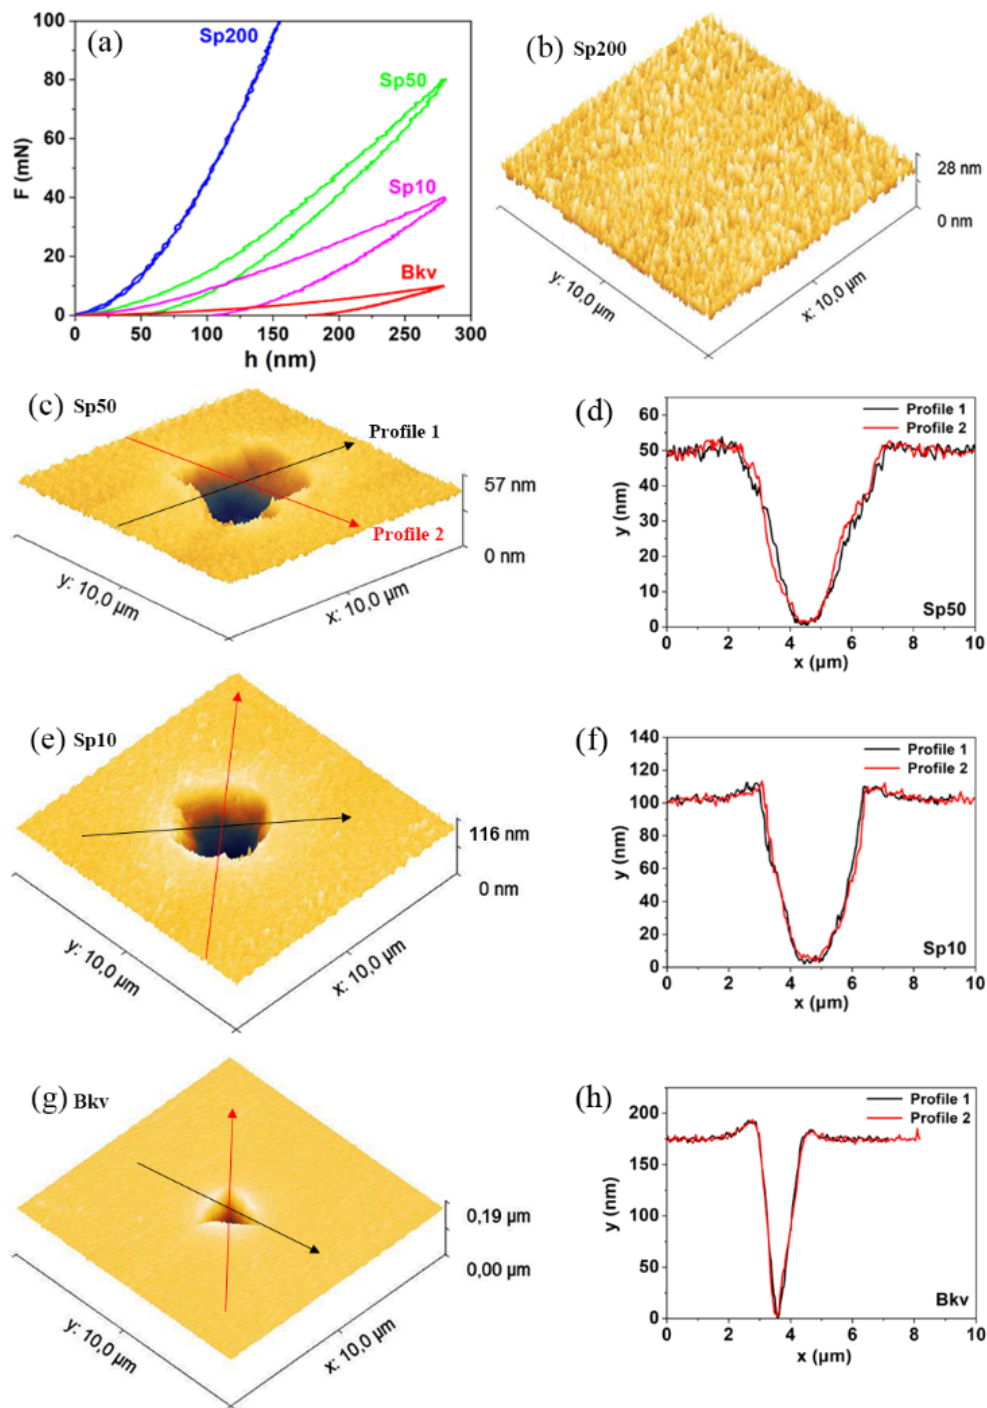 (a)
Sp200
Sp50
Sp10
Bkv
F (mN)
100
80
60
40
20
0
0 50 100 150 200 250 300
h (nm)
(b) Sp200
28 nm
0 nm
y: 10,0 µm
x: 10,0 µm
(c) Sp50
Profile 1
Profile 2
57 nm
0 nm
y: 10,0 µm
x: 10,0 µm
(d)
Profile 1
Profile 2
y (nm)
60
50
40
30
20
10
0
Sp50
0 2 4 6 8 10
x (µm)
(e) Sp10
116 nm
0 nm
y: 10,0 µm
x: 10,0 µm
(f)
Profile 1
Profile 2
y (nm)
140
120
100
80
60
40
20
0
Sp10
0 2 4 6 8 10
x (µm)
(g) Bkv
0,19 µm
0,00 µm
y: 10,0 µm
x: 10,0 µm
(h)
Profile 1
Profile 2
y (nm)
200
150
100
50
0
Bkv
0 2 4 6 8 10
x (µm)